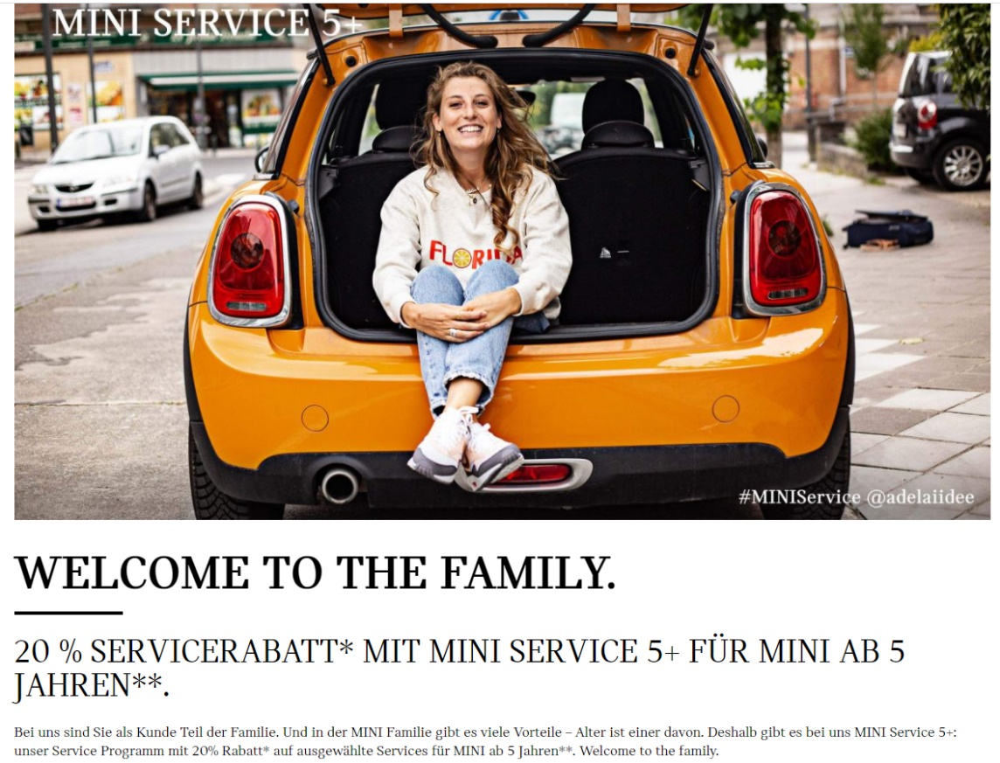 MINI SERVICE 5+
FLORIDA
#MINIService @adelaiidee
WELCOME TO THE FAMILY.
20 % SERVICERABATT* MIT MINI SERVICE 5+ FÜR MINI AB 5
JAHREN**.
Bei uns sind Sie als Kunde Teil der Familie. Und in der MINI Familie gibt es viele Vorteile – Alter ist einer davon. Deshalb gibt es bei uns MINI Service 5+:
unser Service Programm mit 20% Rabatt* auf ausgewählte Services für MINI ab 5 Jahren**. Welcome to the family.